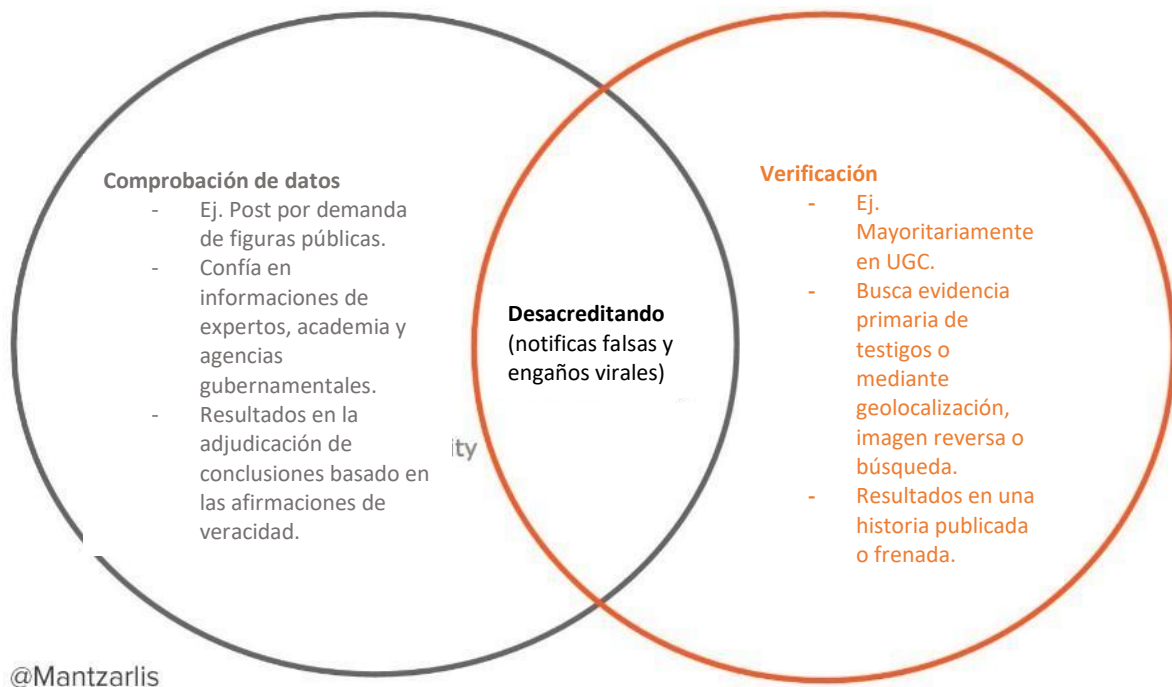 Comprobación de datos
- Ej. Post por demanda
de figuras públicas.
- Confía en
informaciones de
expertos, academia y
agencias
gubernamentales.
- Resultados en la
adjudicación de
conclusiones basado en
las afirmaciones de
veracidad.
ity
Desacreditando
(notificas falsas y
engaños virales)
Verificación
- Ej.
Mayoritariamente
en UGC.
- Busca evidencia
primaria de
testigos o
mediante
geolocalización,
imagen reversa o
búsqueda.
- Resultados en una
historia publicada
o frenada.
@Mantzarlis